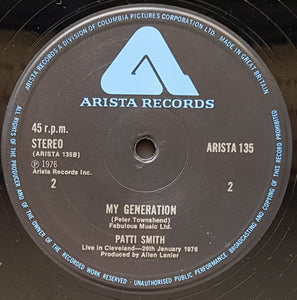 ARISTA RECORDS, A DIVISION OF COLUMBIA PICTURES CORPORATION LTD. MADE IN GREAT BRITAIN
ARISTA RECORDS
45 r.p.m.
STEREO
(ARISTA 135B)
℗ 1976
Arista Records Inc.
2
ARISTA 135
2
MY GENERATION
(Peter Townshend)
Fabulous Music Ltd.
PATTI SMITH
Live in Cleveland—26th January 1976
Produced by Allen Lanier
ALL RIGHTS OF THE PRODUCER AND OF THE OWNER OF THE RECORDED WORK RESERVED · UNAUTHORISED PUBLIC PERFORMANCE BROADCASTING AND COPYING OF THIS RECORD PROHIBITED